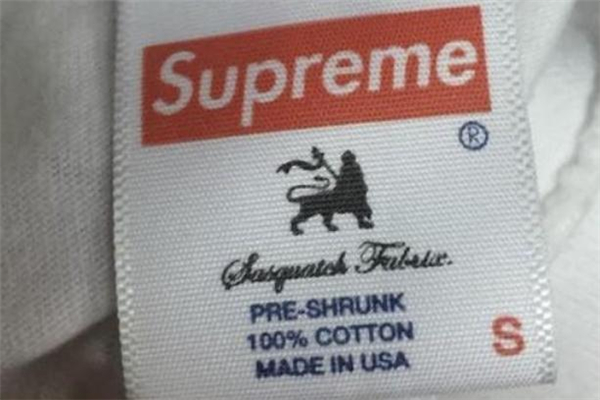 Supreme
®
Sasquatch Fabrix.
PRE-SHRUNK
100% COTTON
MADE IN USA
S